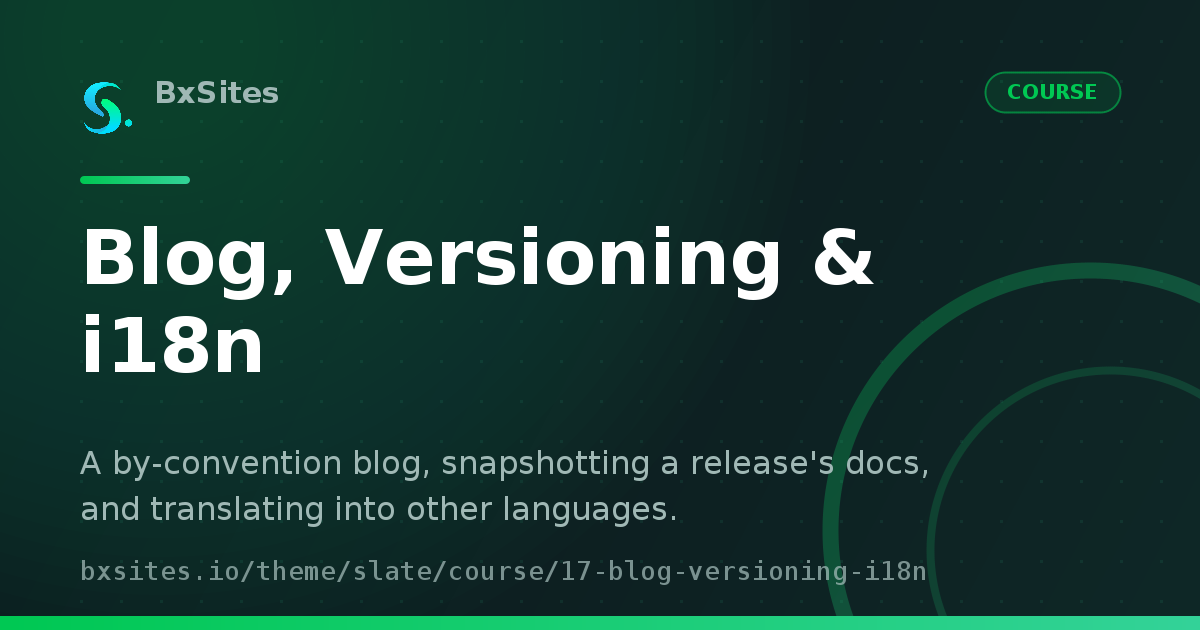 BxSites
COURSE
Blog, Versioning &
i18n
A by-convention blog, snapshotting a release's docs,
and translating into other languages.
bxsites.io/theme/slate/course/17-blog-versioning-i18n